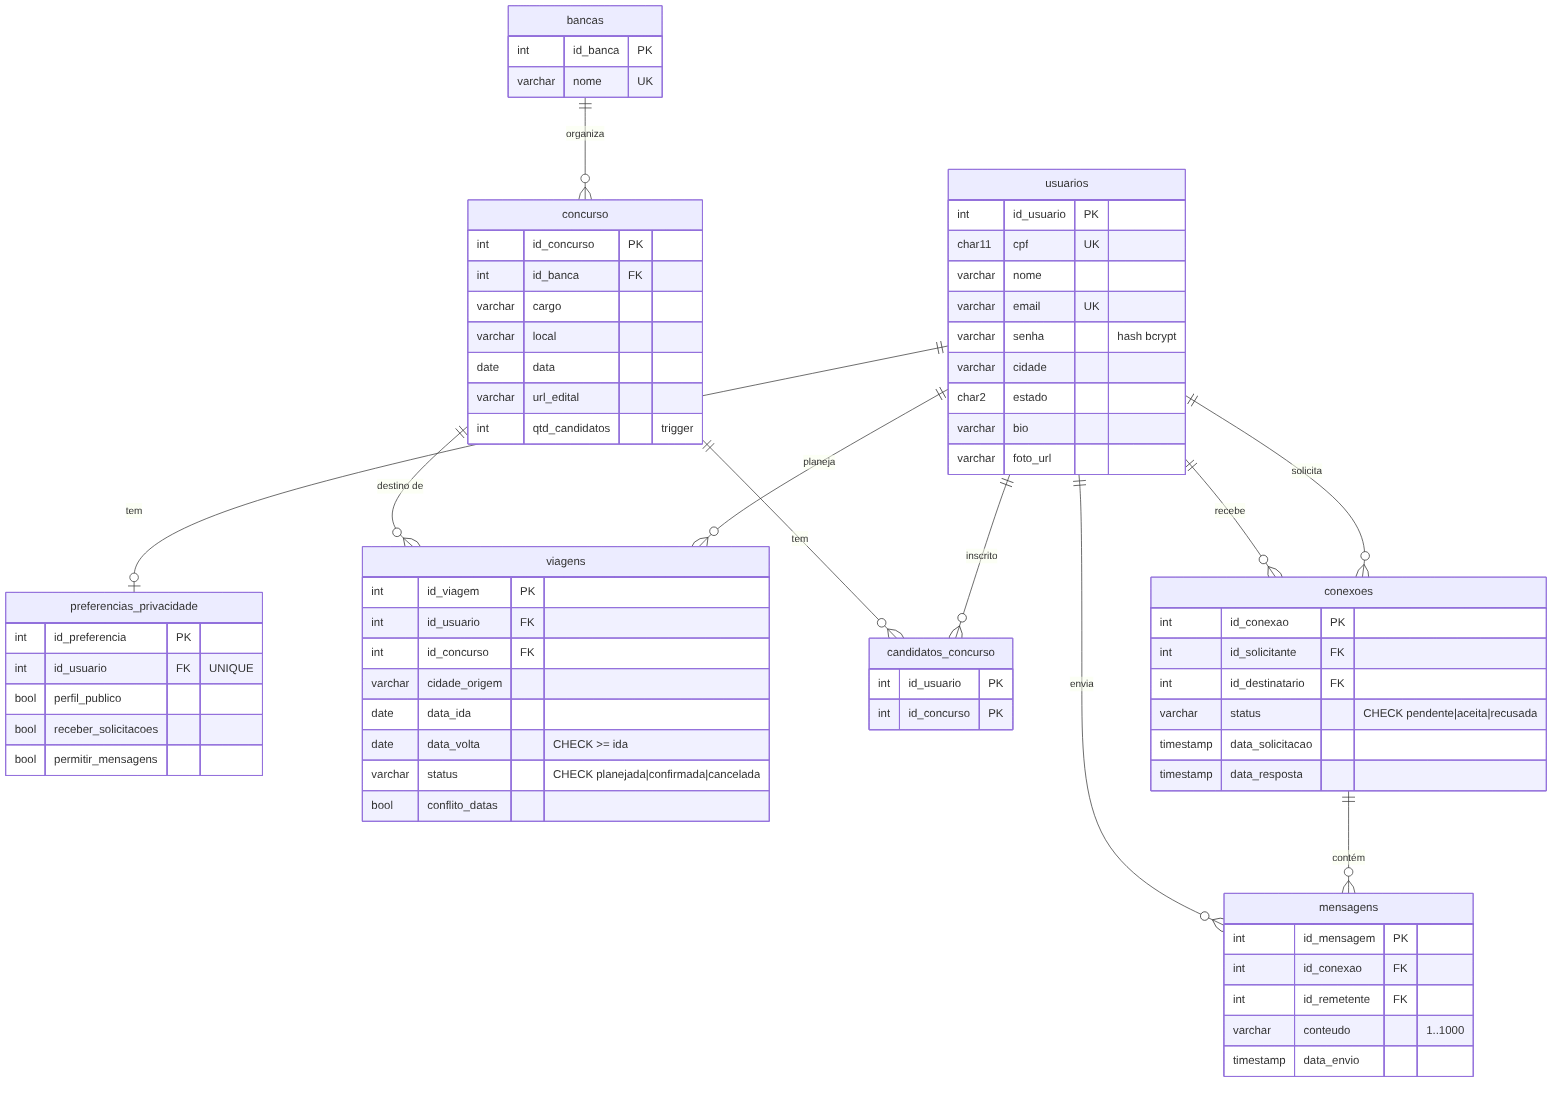 bancas
int id_banca PK
varchar nome UK
organiza
concurso
int id_concurso PK
int id_banca FK
varchar cargo
varchar local
date data
varchar url_edital
int qtd_candidatos trigger
usuarios
int id_usuario PK
char11 cpf UK
varchar nome
varchar email UK
varchar senha hash bcrypt
varchar cidade
char2 estado
varchar bio
varchar foto_url
tem
destino de
planeja
tem
inscrito
envia
recebe
solicita
preferencias_privacidade
int id_preferencia PK
int id_usuario FK UNIQUE
bool perfil_publico
bool receber_solicitacoes
bool permitir_mensagens
viagens
int id_viagem PK
int id_usuario FK
int id_concurso FK
varchar cidade_origem
date data_ida
date data_volta CHECK >= ida
varchar status CHECK planejada|confirmada|cancelada
bool conflito_datas
candidatos_concurso
int id_usuario PK
int id_concurso PK
conexoes
int id_conexao PK
int id_solicitante FK
int id_destinatario FK
varchar status CHECK pendente|aceita|recusada
timestamp data_solicitacao
timestamp data_resposta
contém
mensagens
int id_mensagem PK
int id_conexao FK
int id_remetente FK
varchar conteudo 1..1000
timestamp data_envio